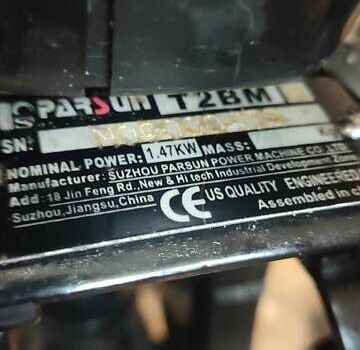 PARSUN T2BM
SN:
NOMINAL POWER: 1.47KW MASS:
Manufacturer: SUZHOU PARSUN POWER MACHINE CO.,LTD
Add: 18 Jin Feng Rd.,New & Hi tech Industrial Development Zone
Suzhou,Jiangsu,China
CE US QUALITY ENGINEERED
Assembled in